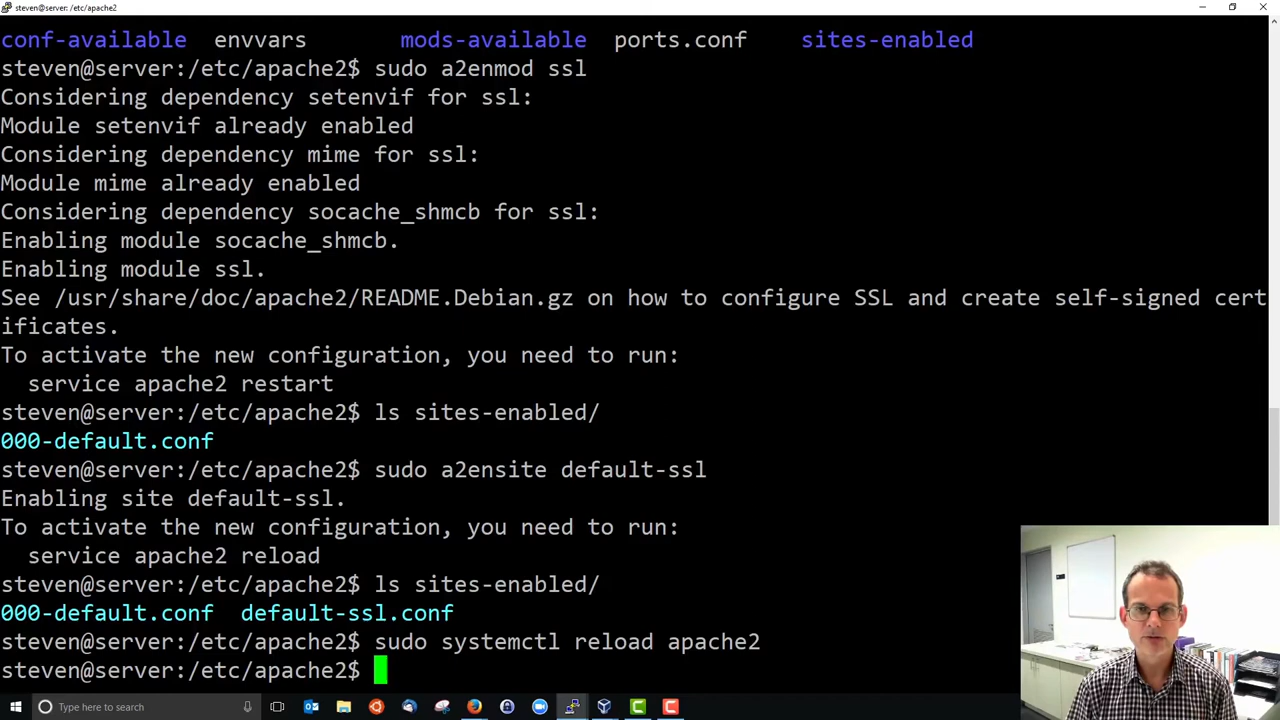 steven@server: /etc/apache2
conf-available envvars mods-available ports.conf sites-enabled
steven@server:/etc/apache2$ sudo a2enmod ssl
Considering dependency setenvif for ssl:
Module setenvif already enabled
Considering dependency mime for ssl:
Module mime already enabled
Considering dependency socache_shmcb for ssl:
Enabling module socache_shmcb.
Enabling module ssl.
See /usr/share/doc/apache2/README.Debian.gz on how to configure SSL and create self-signed cert
ificates.
To activate the new configuration, you need to run:
  service apache2 restart
steven@server:/etc/apache2$ ls sites-enabled/
000-default.conf
steven@server:/etc/apache2$ sudo a2ensite default-ssl
Enabling site default-ssl.
To activate the new configuration, you need to run:
  service apache2 reload
steven@server:/etc/apache2$ ls sites-enabled/
000-default.conf  default-ssl.conf
steven@server:/etc/apache2$ sudo systemctl reload apache2
steven@server:/etc/apache2$
Type here to search